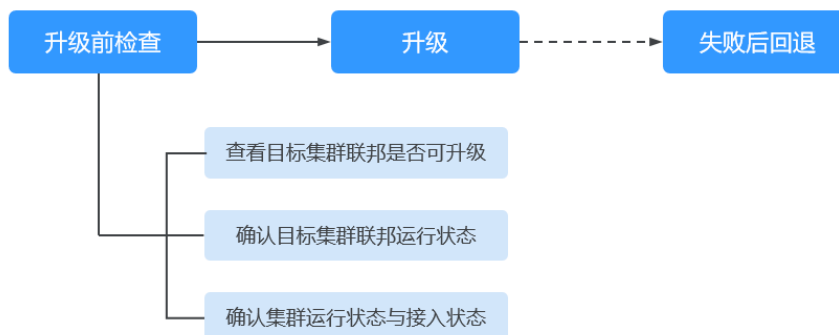 升级前检查
升级
失败后回退
查看目标集群联邦是否可升级
确认目标集群联邦运行状态
确认集群运行状态与接入状态